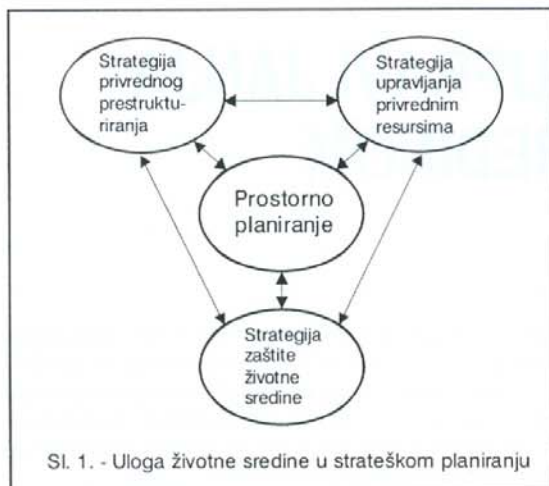 Strategija
privrednog
prestruktu-
riranja
Strategija
upravljanja
privrednim
resursima
Prostorno
planiranje
Strategija
zaštite
životne
sredine
Sl. 1. - Uloga životne sredine u strateškom planiranju